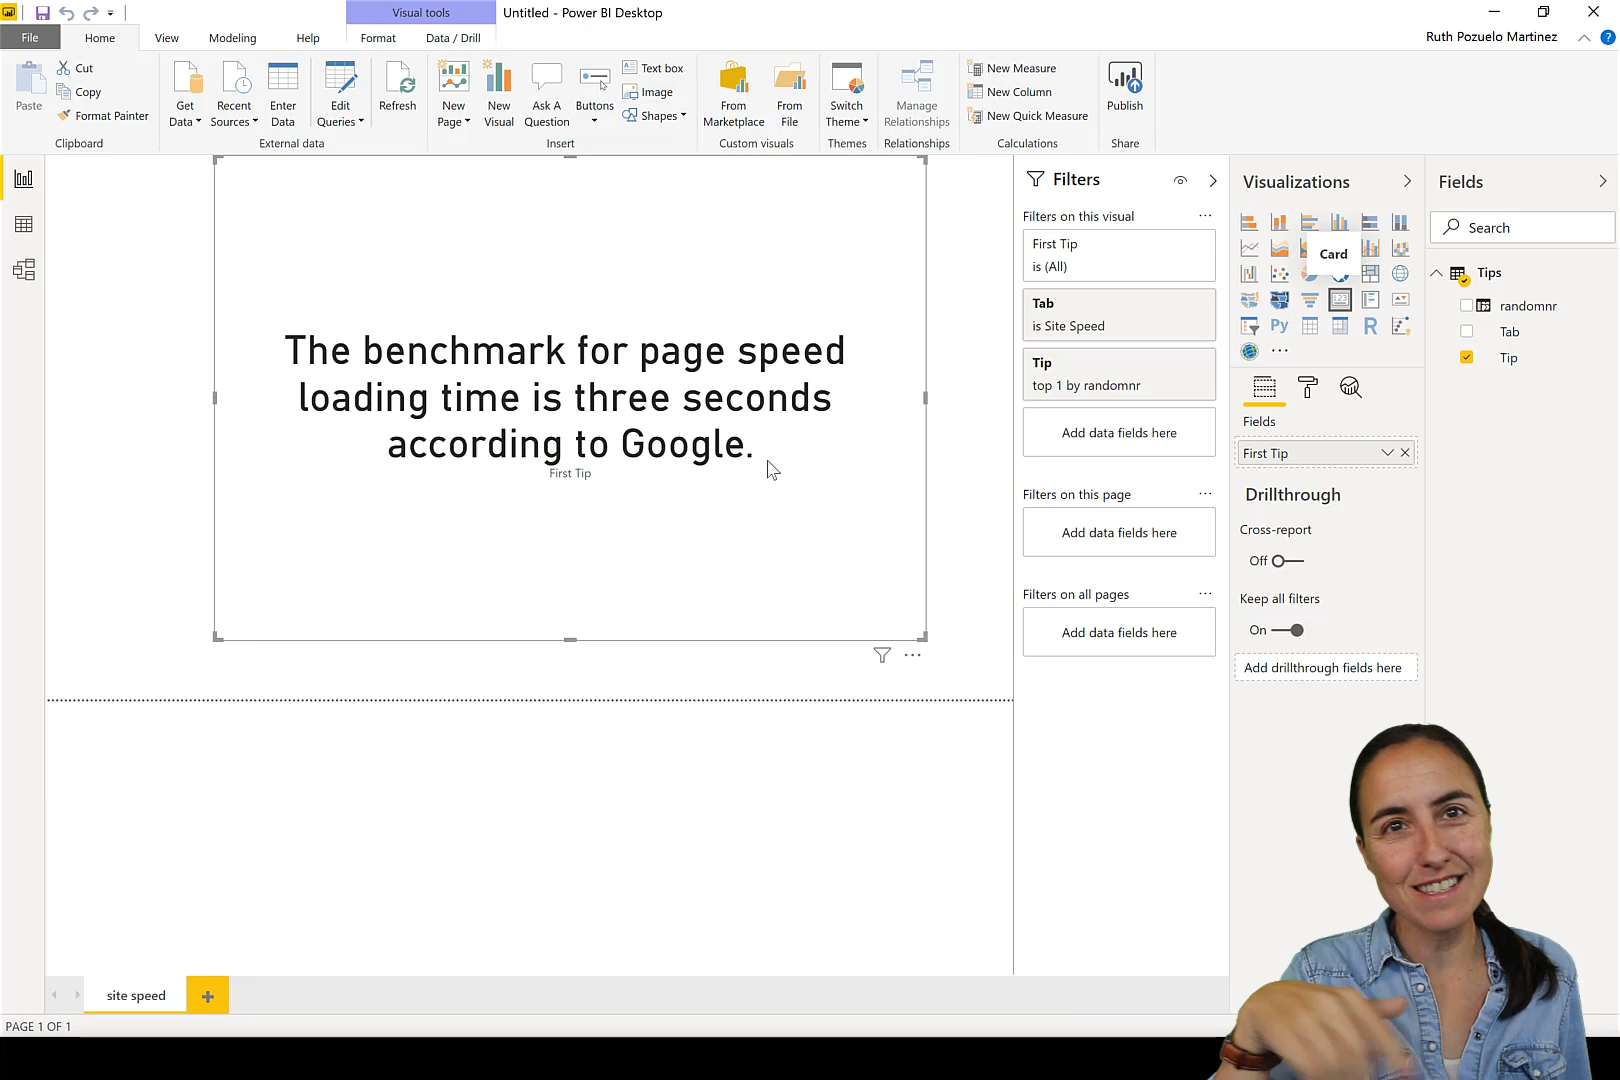 Visual tools
Untitled - Power BI Desktop
File
Home
View
Modeling
Help
Format
Data / Drill
Ruth Pozuelo Martinez
?
Paste
Cut
Copy
Format Painter
Clipboard
Get
Data
Recent
Sources
Enter
Data
Edit
Queries
Refresh
External data
New
Page
New
Visual
Ask A
Question
Buttons
Text box
Image
Shapes
Insert
From
Marketplace
From
File
Custom visuals
Switch
Theme
Themes
Manage
Relationships
Relationships
New Measure
New Column
New Quick Measure
Calculations
Publish
Share
The benchmark for page speed
loading time is three seconds
according to Google.
First Tip
Filters
Filters on this visual
First Tip
is (All)
Tab
is Site Speed
Tip
top 1 by randomnr
Add data fields here
Filters on this page
Add data fields here
Filters on all pages
Add data fields here
Visualizations
Card
123
Py
R
Fields
First Tip
Drillthrough
Cross-report
Off
Keep all filters
On
Add drillthrough fields here
Fields
Search
Tips
randomnr
Tab
Tip
site speed
PAGE 1 OF 1